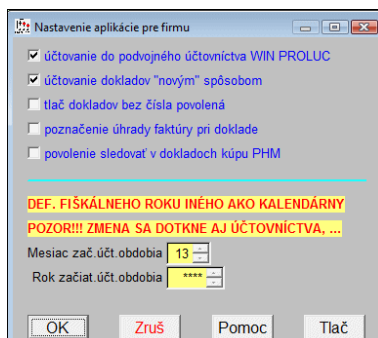 Nastavenie aplikácie pre firmu
účtovanie do podvojného účtovníctva WIN PROLUC
účtovanie dokladov "novým" spôsobom
tlač dokladov bez čísla povolená
poznačenie úhrady faktúry pri doklade
povolenie sledovať v dokladoch kúpu PHM
DEF. FIŠKÁLNEHO ROKU INÉHO AKO KALENDÁRNY
POZOR!!! ZMENA SA DOTKNE AJ ÚČTOVNÍCTVA, ...
Mesiac zač.účt.obdobia 13
Rok začiat.účt.obdobia ****
OK Zruš Pomoc Tlač